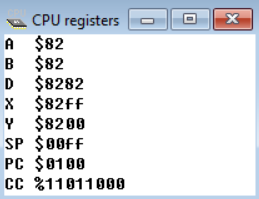 CPU registers
A $82
B $82
D $8282
X $82ff
Y $8200
SP $00ff
PC $0100
CC %11011000